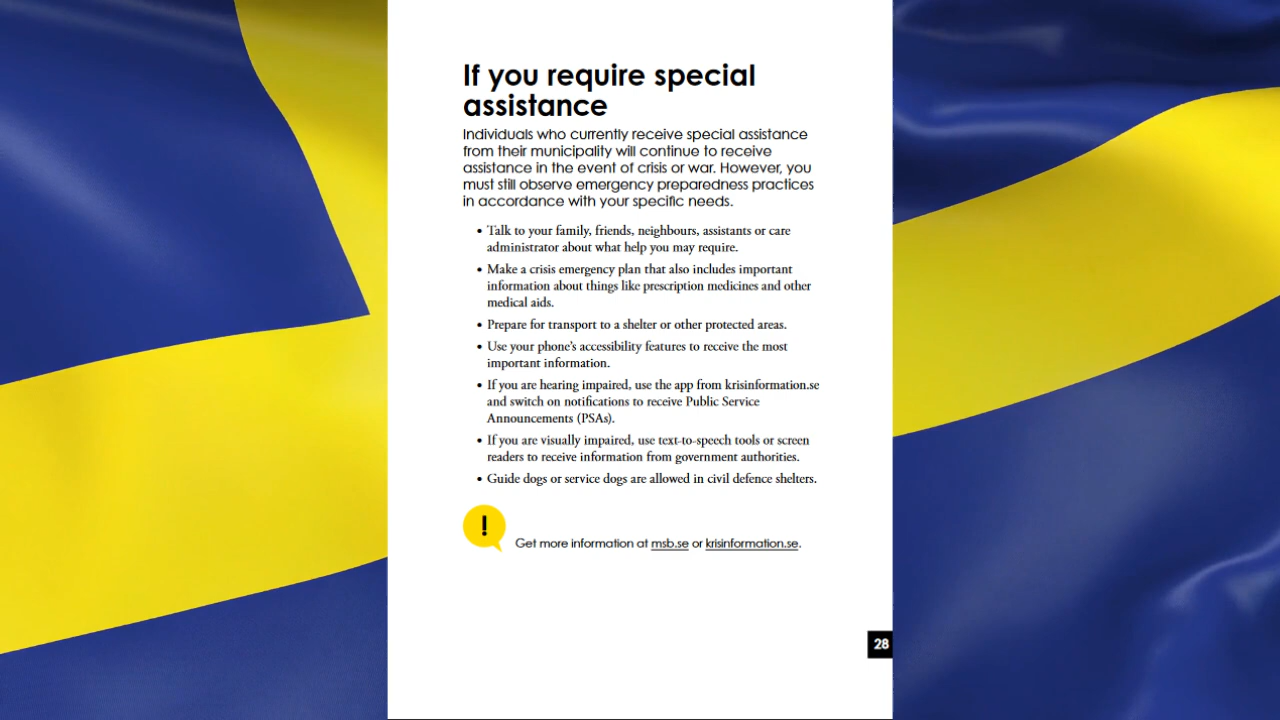 If you require special
assistance
Individuals who currently receive special assistance
from their municipality will continue to receive
assistance in the event of crisis or war. However, you
must still observe emergency preparedness practices
in accordance with your specific needs.
• Talk to your family, friends, neighbours, assistants or care
administrator about what help you may require.
• Make a crisis emergency plan that also includes important
information about things like prescription medicines and other
medical aids.
• Prepare for transport to a shelter or other protected areas.
• Use your phone's accessibility features to receive the most
important information.
• If you are hearing impaired, use the app from krisinformation.se
and switch on notifications to receive Public Service
Announcements (PSAs).
• If you are visually impaired, use text-to-speech tools or screen
readers to receive information from government authorities.
• Guide dogs or service dogs are allowed in civil defence shelters.
!
Get more information at msb.se or krisinformation.se.
28